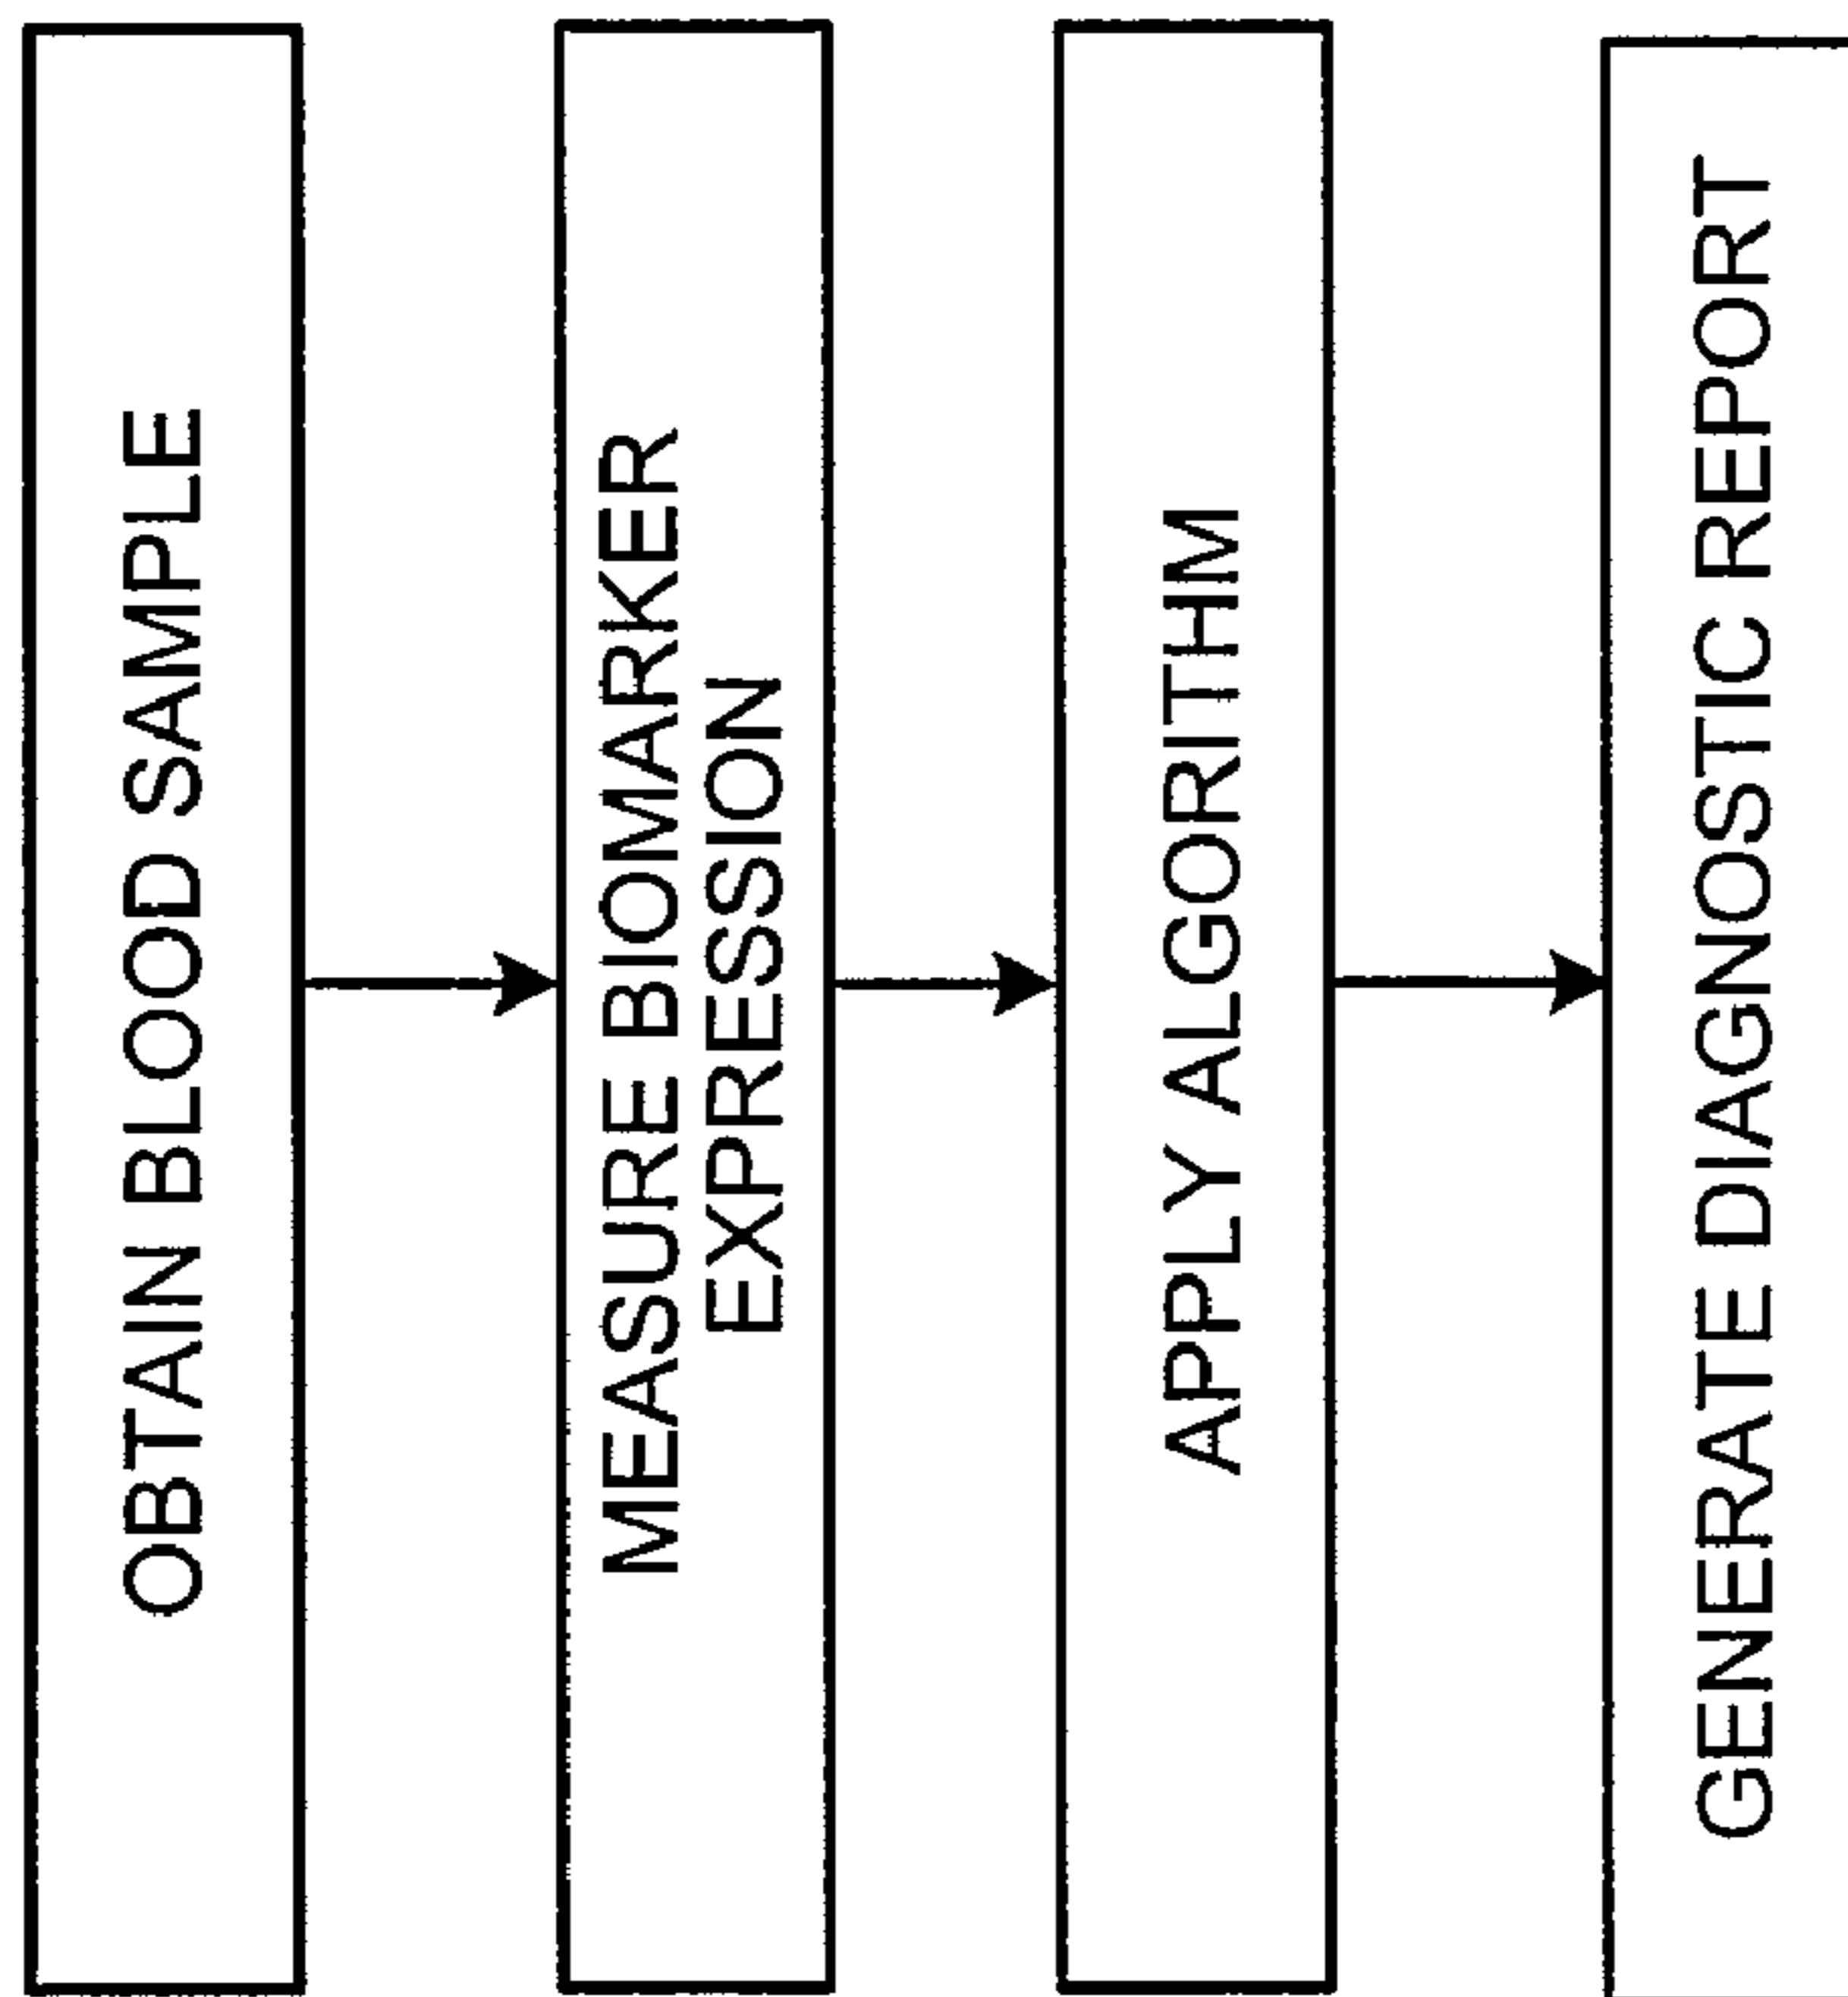 OBTAIN BLOOD SAMPLE
MEASURE BIOMARKER
EXPRESSION
APPLY ALGORITHM
GENERATE DIAGNOSTIC REPORT